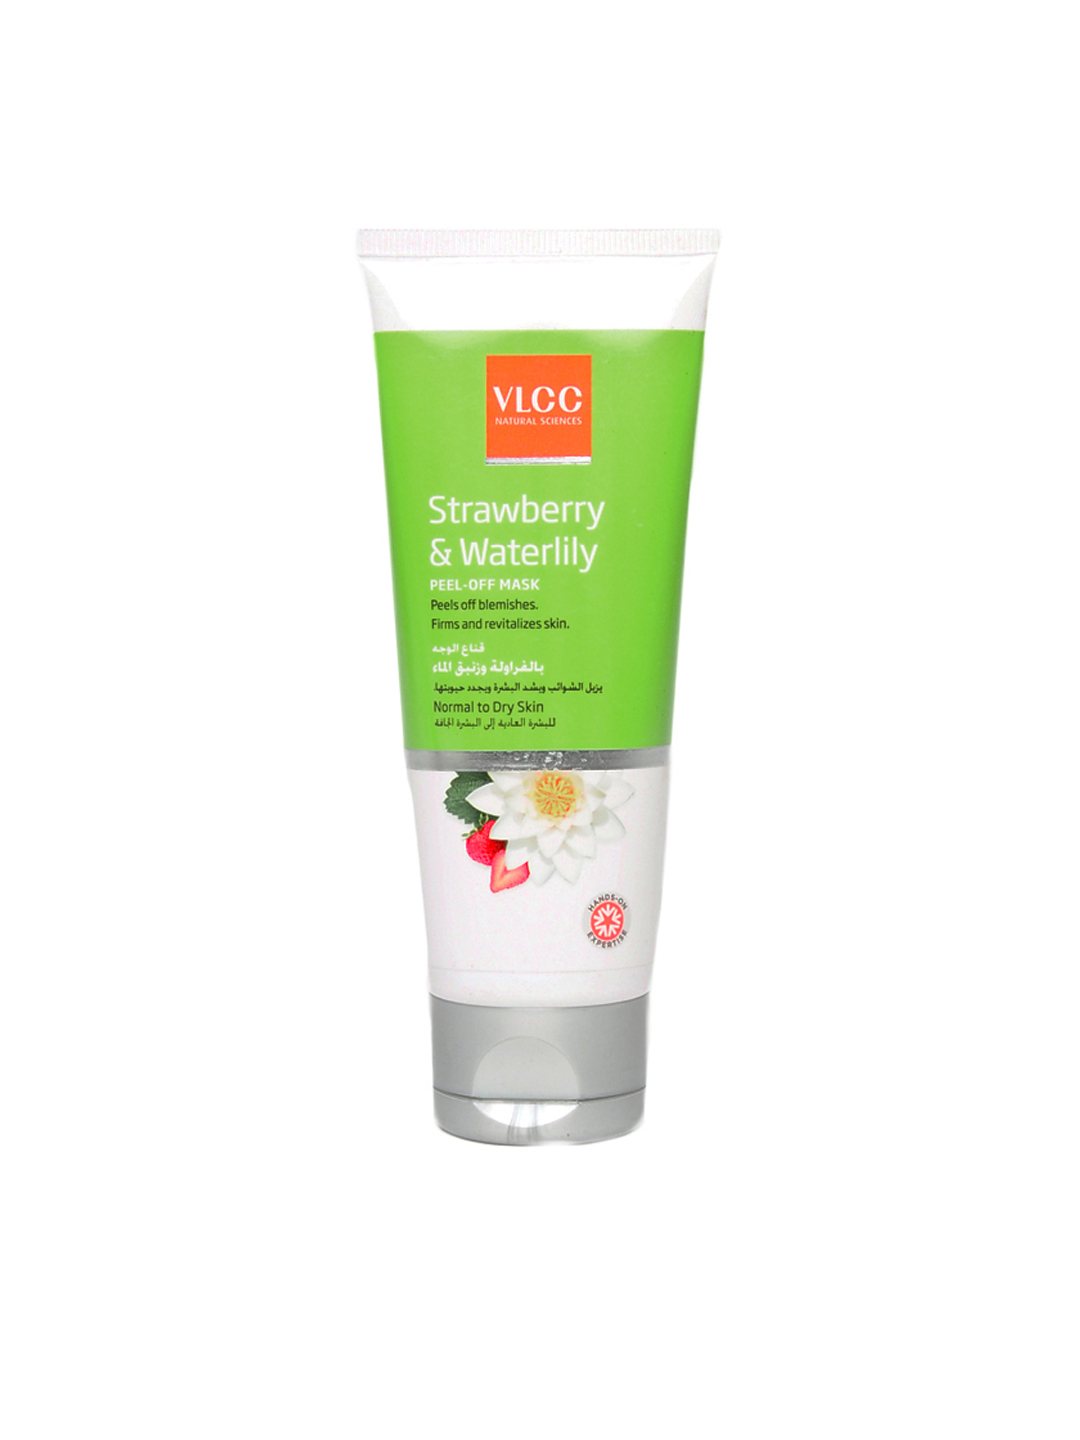 VLCC
NATURAL SCIENCES
Strawberry
& Waterlily
PEEL-OFF MASK
Peels off blemishes.
Firms and revitalizes skin.
قناع الوجه
بالفراولة وزنبق الماء
يزيل الشوائب ويشد البشرة ويجدد حيويتها.
Normal to Dry Skin
للبشرة العادية إلى البشرة الجافة
HANDS-ON
EXPERTISE